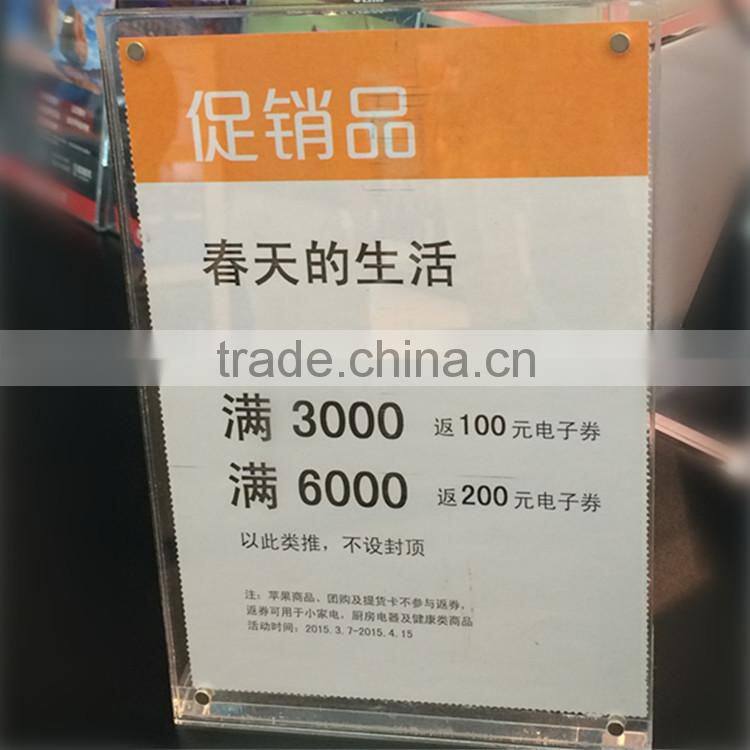 促销品
春天的生活
trade.china.cn
满 3000 返100元电子券
满 6000 返200元电子券
以此类推，不设封顶
注：苹果商品、团购及提货卡不参与返券，
返券可用于小家电，厨房电器及健康类商品
活动时间：2015.3.7-2015.4.15